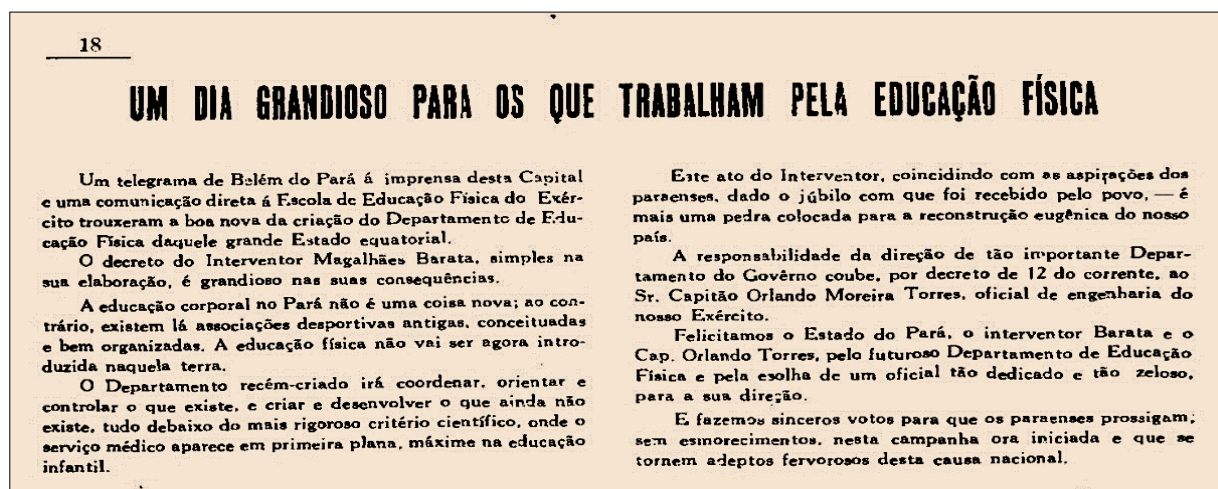 18
UM DIA GRANDIOSO PARA OS QUE TRABALHAM PELA EDUCAÇÃO FÍSICA
Um telegrama de Belém do Pará á imprensa desta Capital
e uma comunicação direta á Escola de Educação Física do Exér-
cito trouxeram a boa nova da criação do Departamento de Edu-
cação Física daquele grande Estado equatorial.
O decreto do Interventor Magalhães Barata, simples na
sua elaboração, é grandioso nas suas consequências.
A educação corporal no Pará não é uma coisa nova; ao con-
trário, existem lá associações desportivas antigas, conceituadas
e bem organizadas. A educação física não vai ser agora intro-
duzida naquela terra.
O Departamento recém-criado irá coordenar, orientar e
controlar o que existe, e criar e desenvolver o que ainda não
existe, tudo debaixo do mais rigoroso critério científico, onde o
serviço médico aparece em primeira plana, máxime na educação
infantil.
Este ato do Interventor, coincidindo com as aspirações dos
paraenses, dado o júbilo com que foi recebido pelo povo, — é
mais uma pedra colocada para a reconstrução eugênica do nosso
país.
A responsabilidade da direção de tão importante Depar-
tamento do Govêrno coube, por decreto de 12 do corrente, ao
Sr. Capitão Orlando Moreira Torres, oficial de engenharia do
nosso Exército.
Felicitamos o Estado do Pará, o interventor Barata e o
Cap. Orlando Torres, pelo futuroso Departamento de Educação
Física e pela esolha de um oficial tão dedicado e tão zeloso,
para a sua direção.
E fazemos sinceros votos para que os paraenses prossigam,
sem esmorecimentos, nesta campanha ora iniciada e que se
tornem adeptos fervorosos desta causa nacional.